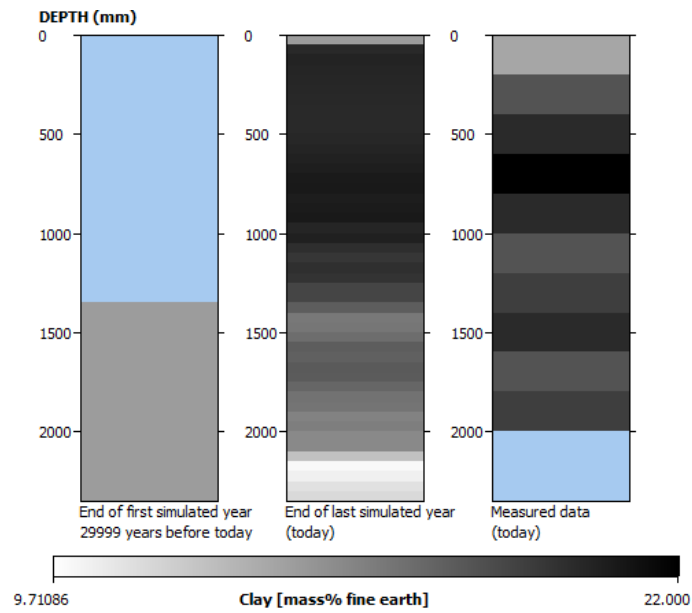 DEPTH (mm)
0 0 0
500 500 500
1000 1000 1000
1500 1500 1500
2000 2000 2000
End of first simulated year End of last simulated year Measured data
29999 years before today (today) (today)
9.71086 Clay [mass% fine earth] 22.000